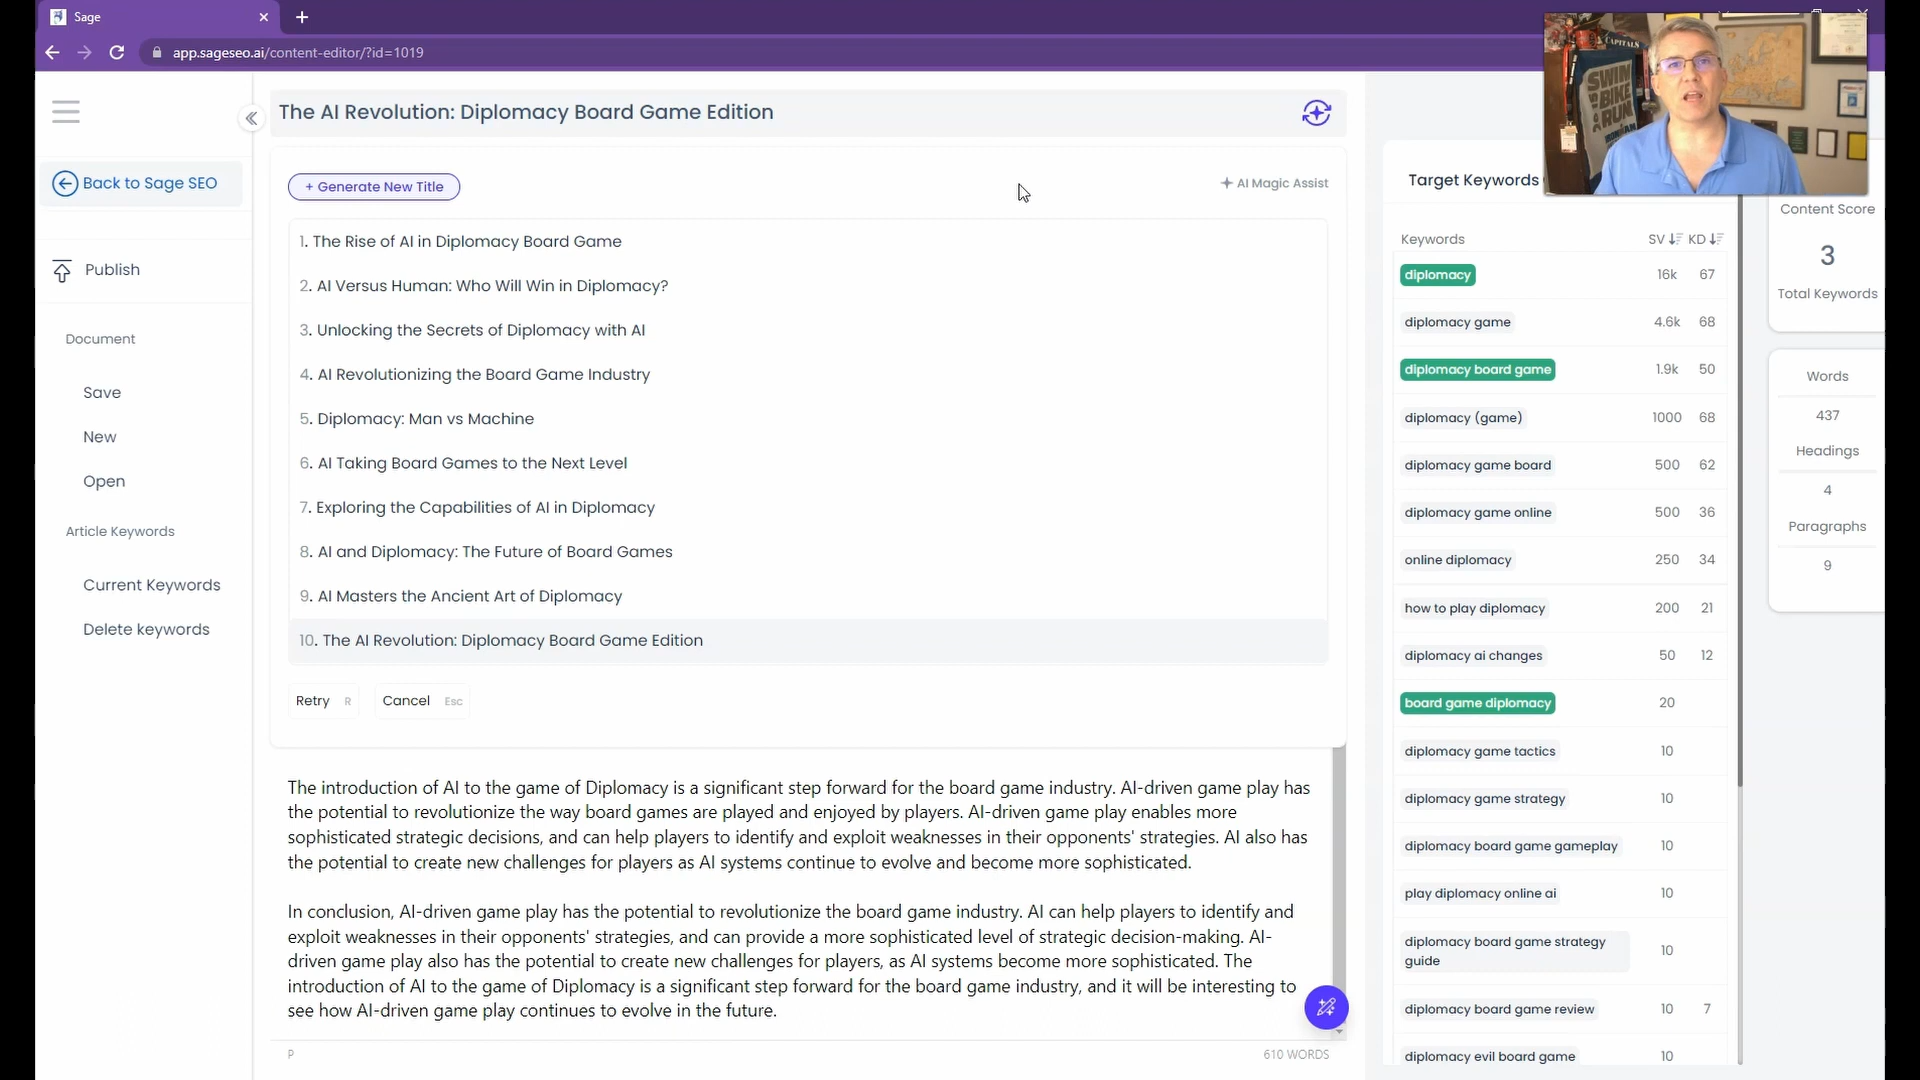 Sage
app.sageseo.ai/content-editor/?id=1019
The AI Revolution: Diplomacy Board Game Edition
Back to Sage SEO
Publish
Document
Save
New
Open
Article Keywords
Current Keywords
Delete keywords
+ Generate New Title
AI Magic Assist
1. The Rise of AI in Diplomacy Board Game
2. AI Versus Human: Who Will Win in Diplomacy?
3. Unlocking the Secrets of Diplomacy with AI
4. AI Revolutionizing the Board Game Industry
5. Diplomacy: Man vs Machine
6. AI Taking Board Games to the Next Level
7. Exploring the Capabilities of AI in Diplomacy
8. AI and Diplomacy: The Future of Board Games
9. AI Masters the Ancient Art of Diplomacy
10. The AI Revolution: Diplomacy Board Game Edition
Retry R Cancel Esc
The introduction of AI to the game of Diplomacy is a significant step forward for the board game industry. AI-driven game play has
the potential to revolutionize the way board games are played and enjoyed by players. AI-driven game play enables more
sophisticated strategic decisions, and can help players to identify and exploit weaknesses in their opponents' strategies. AI also has
the potential to create new challenges for players as AI systems continue to evolve and become more sophisticated.
In conclusion, AI-driven game play has the potential to revolutionize the board game industry. AI can help players to identify and
exploit weaknesses in their opponents' strategies, and can provide a more sophisticated level of strategic decision-making. AI-
driven game play also has the potential to create new challenges for players, as AI systems become more sophisticated. The
introduction of AI to the game of Diplomacy is a significant step forward for the board game industry, and it will be interesting to
see how AI-driven game play continues to evolve in the future.
P
610 WORDS
Target Keywords
Keywords SV KD
diplomacy 16k 67
diplomacy game 4.6k 68
diplomacy board game 1.9k 50
diplomacy (game) 1000 68
diplomacy game board 500 62
diplomacy game online 500 36
online diplomacy 250 34
how to play diplomacy 200 21
diplomacy ai changes 50 12
board game diplomacy 20
diplomacy game tactics 10
diplomacy game strategy 10
diplomacy board game gameplay 10
play diplomacy online ai 10
diplomacy board game strategy
guide 10
diplomacy board game review 10 7
diplomacy evil board game 10
Content Score
3
Total Keywords
Words
437
Headings
4
Paragraphs
9
CAPITALS
SWIM
BIKE
RUN